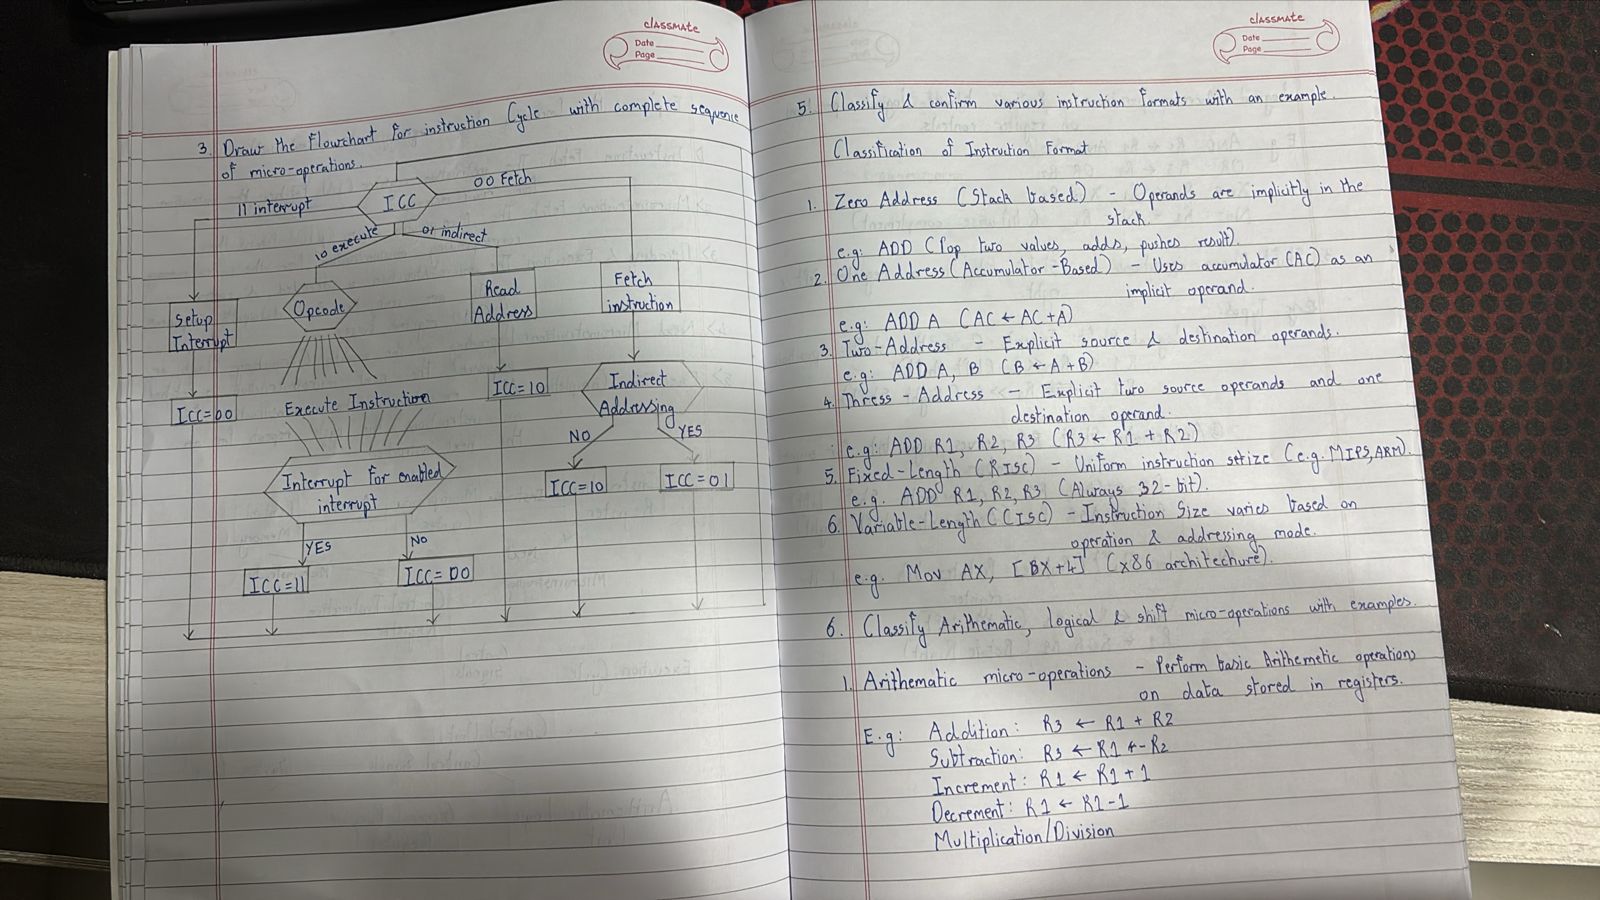 classmate
Date
Page
3. Draw the Flowchart for instruction Cycle with complete sequence
of micro-operations.
ICC
00 Fetch
11 interrupt
10 execute
01 indirect
Setup
Interrupt
Opcode
Read
Address
Fetch
instruction
ICC=00
Execute Instruction
ICC=10
Indirect
Addressing
NO
YES
ICC=10
ICC=01
Interrupt for enabled
interrupt
YES
NO
ICC=11
ICC=00
classmate
Date
Page
5. Classify & confirm various instruction formats with an example.
Classification of Instruction Format
1. Zero Address (Stack based) - Operands are implicitly in the
stack.
e.g: ADD (Pop two values, adds, pushes result).
2. One Address (Accumulator-Based) - Uses accumulator (AC) as an
implicit operand.
e.g: ADD A (AC ← AC+A)
3. Two-Address - Explicit source & destination operands.
e.g: ADD A, B (B ← A+B)
4. Thress-Address - Explicit two source operands and one
destination operand.
e.g: ADD R1, R2, R3 (R3 ← R1 + R2)
5. Fixed-Length (RISC) - Uniform instruction size (e.g. MIPS, ARM).
e.g. ADD R1, R2, R3 (Always 32-bit).
6. Variable-Length (CISC) - Instruction Size varies based on
operation & addressing mode.
e.g. Mov AX, [BX+4] (x86 architechure).
6. Classify Arithematic, logical & shift micro-operations with examples.
1. Arithematic micro-operations - Perform basic Arithemetic operations
on data stored in registers.
E.g: Addition: R3 ← R1 + R2
Subtraction: R3 ← R1 - R2
Increment: R1 ← R1 + 1
Decrement: R1 ← R1-1
Multiplication/Division